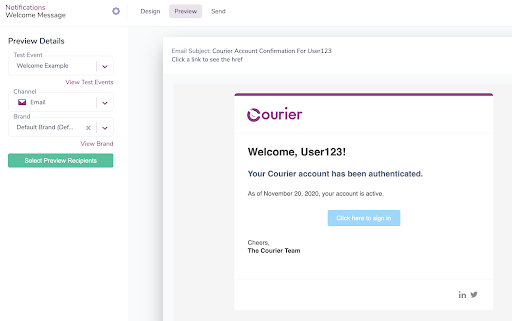 Notifications
Welcome Message
Design
Preview
Send
Preview Details
Test Event
Welcome Example
View Test Events
Channel
Email
Brand
Default Brand (Def...
View Brand
Select Preview Recipients
Email Subject: Courier Account Confirmation For User123
Click a link to see the href
Courier
Welcome, User123!
Your Courier account has been authenticated.
As of November 20, 2020, your account is active.
Click here to sign in
Cheers,
The Courier Team
in